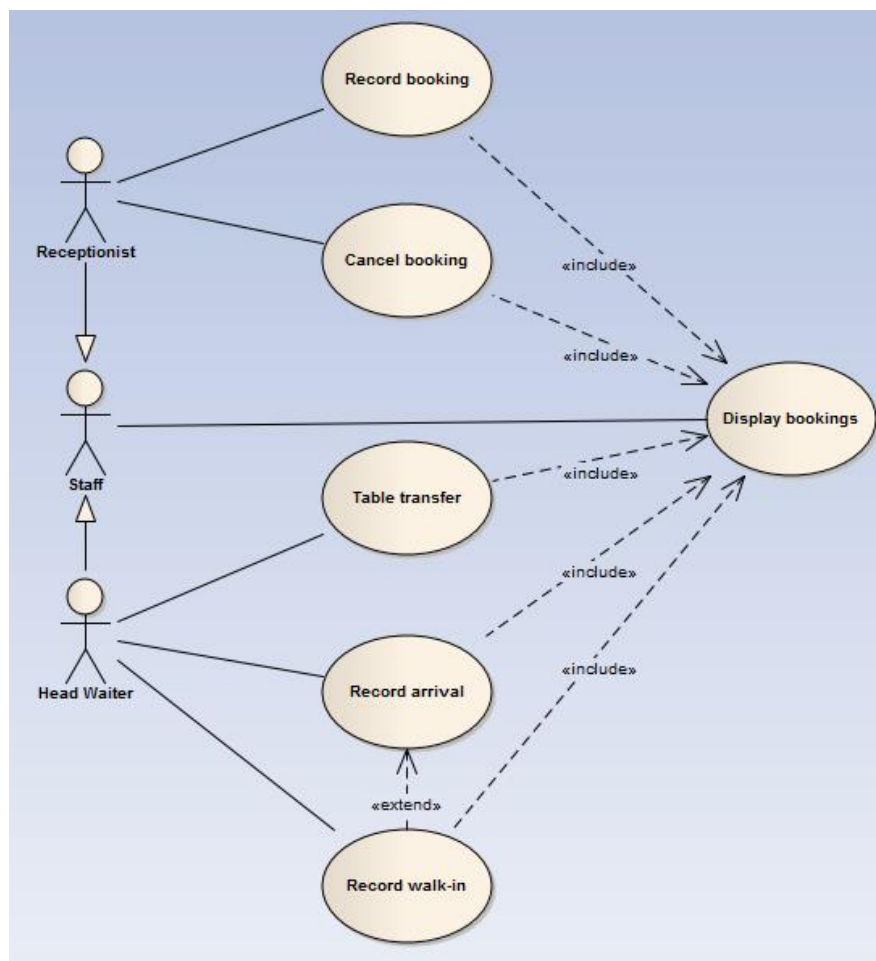 Record booking
Receptionist
Cancel booking
«include»
«include»
Display bookings
Staff
Table transfer
«include»
«include»
Head Waiter
Record arrival
«include»
«extend»
Record walk-in